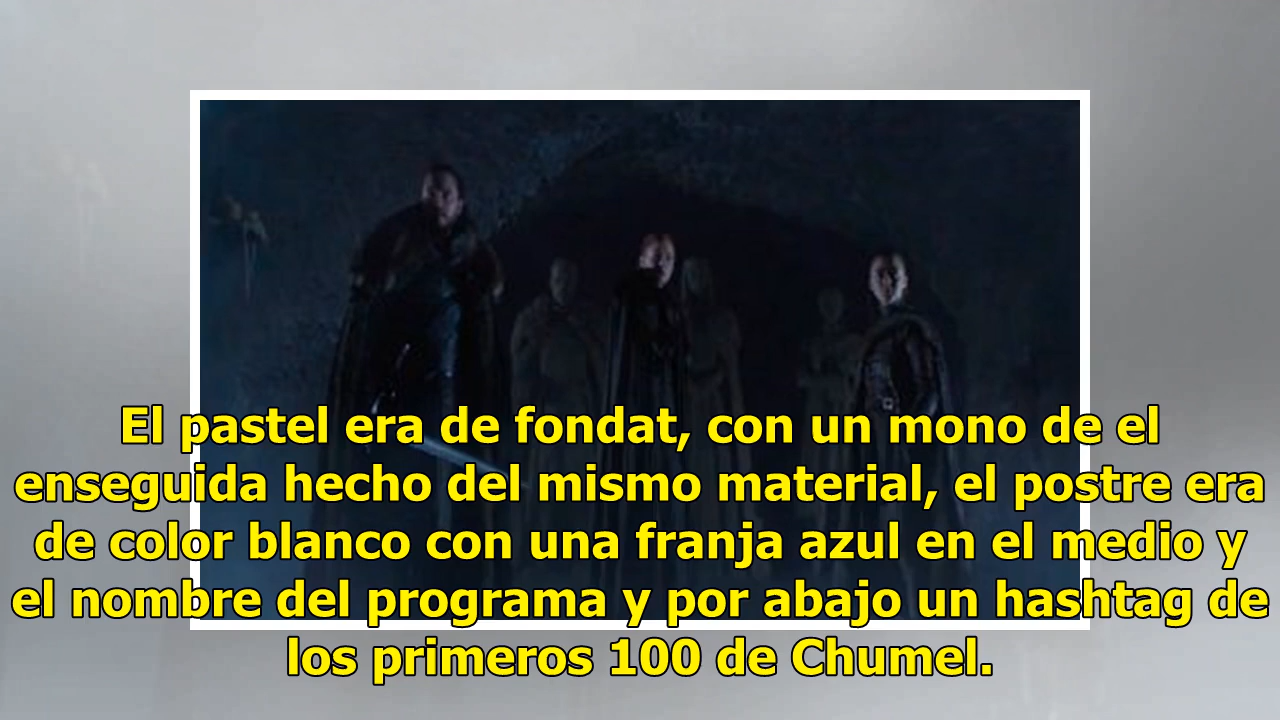 El pastel era de fondat, con un mono de el
enseguida hecho del mismo material, el postre era
de color blanco con una franja azul en el medio y
el nombre del programa y por abajo un hashtag de
los primeros 100 de Chumel.